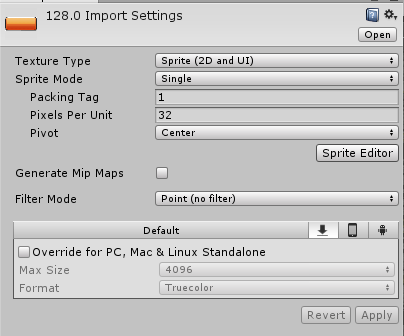 128.0 Import Settings
Open
Texture Type Sprite (2D and UI)
Sprite Mode Single
Packing Tag 1
Pixels Per Unit 32
Pivot Center
Sprite Editor
Generate Mip Maps
Filter Mode Point (no filter)
Default
Override for PC, Mac & Linux Standalone
Max Size 4096
Format Truecolor
Revert Apply